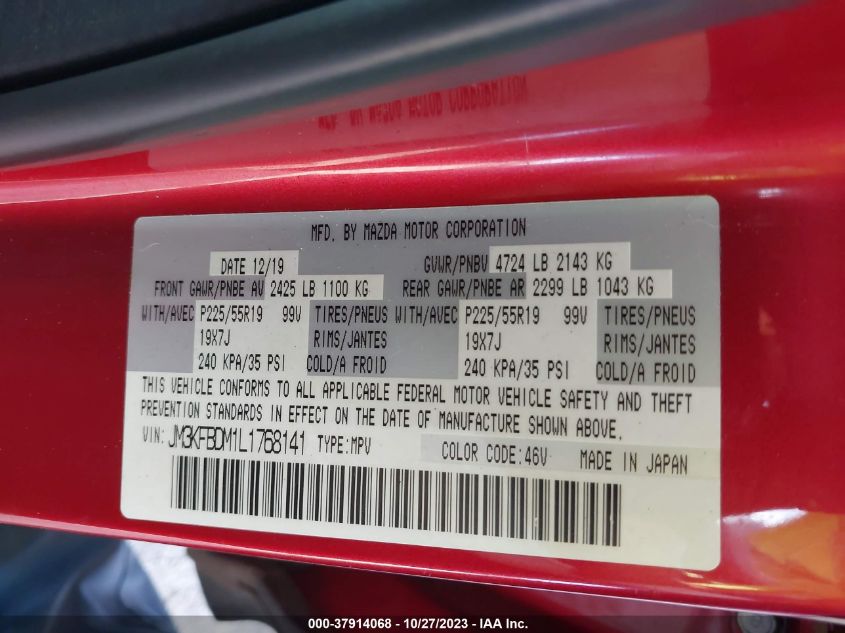 MFD. BY MAZDA MOTOR CORPORATION
DATE 12/19 GVWR/PNBV 4724 LB 2143 KG
FRONT GAWR/PNBE AV 2425 LB 1100 KG REAR GAWR/PNBE AR 2299 LB 1043 KG
WITH/AVEC P225/55R19 99V TIRES/PNEUS WITH/AVEC P225/55R19 99V TIRES/PNEUS
19X7J RIMS/JANTES 19X7J RIMS/JANTES
240 KPA/35 PSI COLD/A FROID 240 KPA/35 PSI COLD/A FROID
THIS VEHICLE CONFORMS TO ALL APPLICABLE FEDERAL MOTOR VEHICLE SAFETY AND THEFT
PREVENTION STANDARDS IN EFFECT ON THE DATE OF MANUFACTURE SHOWN ABOVE.
VIN: JM3KFBDM1L1768141 TYPE:MPV COLOR CODE:46V MADE IN JAPAN
000-37914068 - 10/27/2023 - IAA Inc.